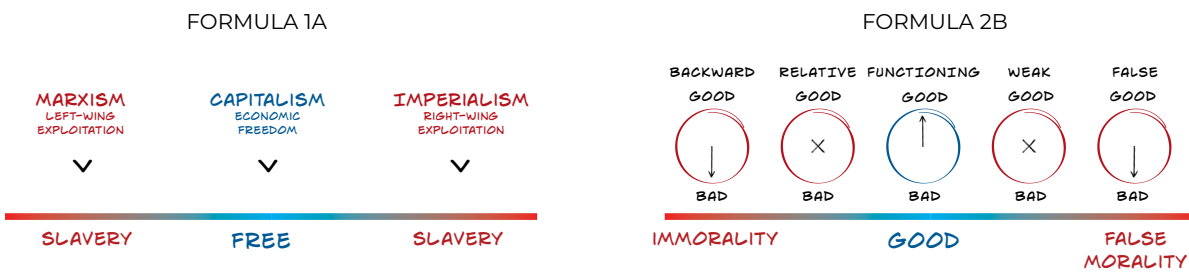 FORMULA 1A
MARXISM
LEFT-WING
EXPLOITATION
CAPITALISM
ECONOMIC
FREEDOM
IMPERIALISM
RIGHT-WING
EXPLOITATION
SLAVERY
FREE
SLAVERY
FORMULA 2B
BACKWARD
GOOD
BAD
RELATIVE
GOOD
BAD
FUNCTIONING
GOOD
BAD
WEAK
GOOD
BAD
FALSE
GOOD
BAD
IMMORALITY
GOOD
FALSE
MORALITY